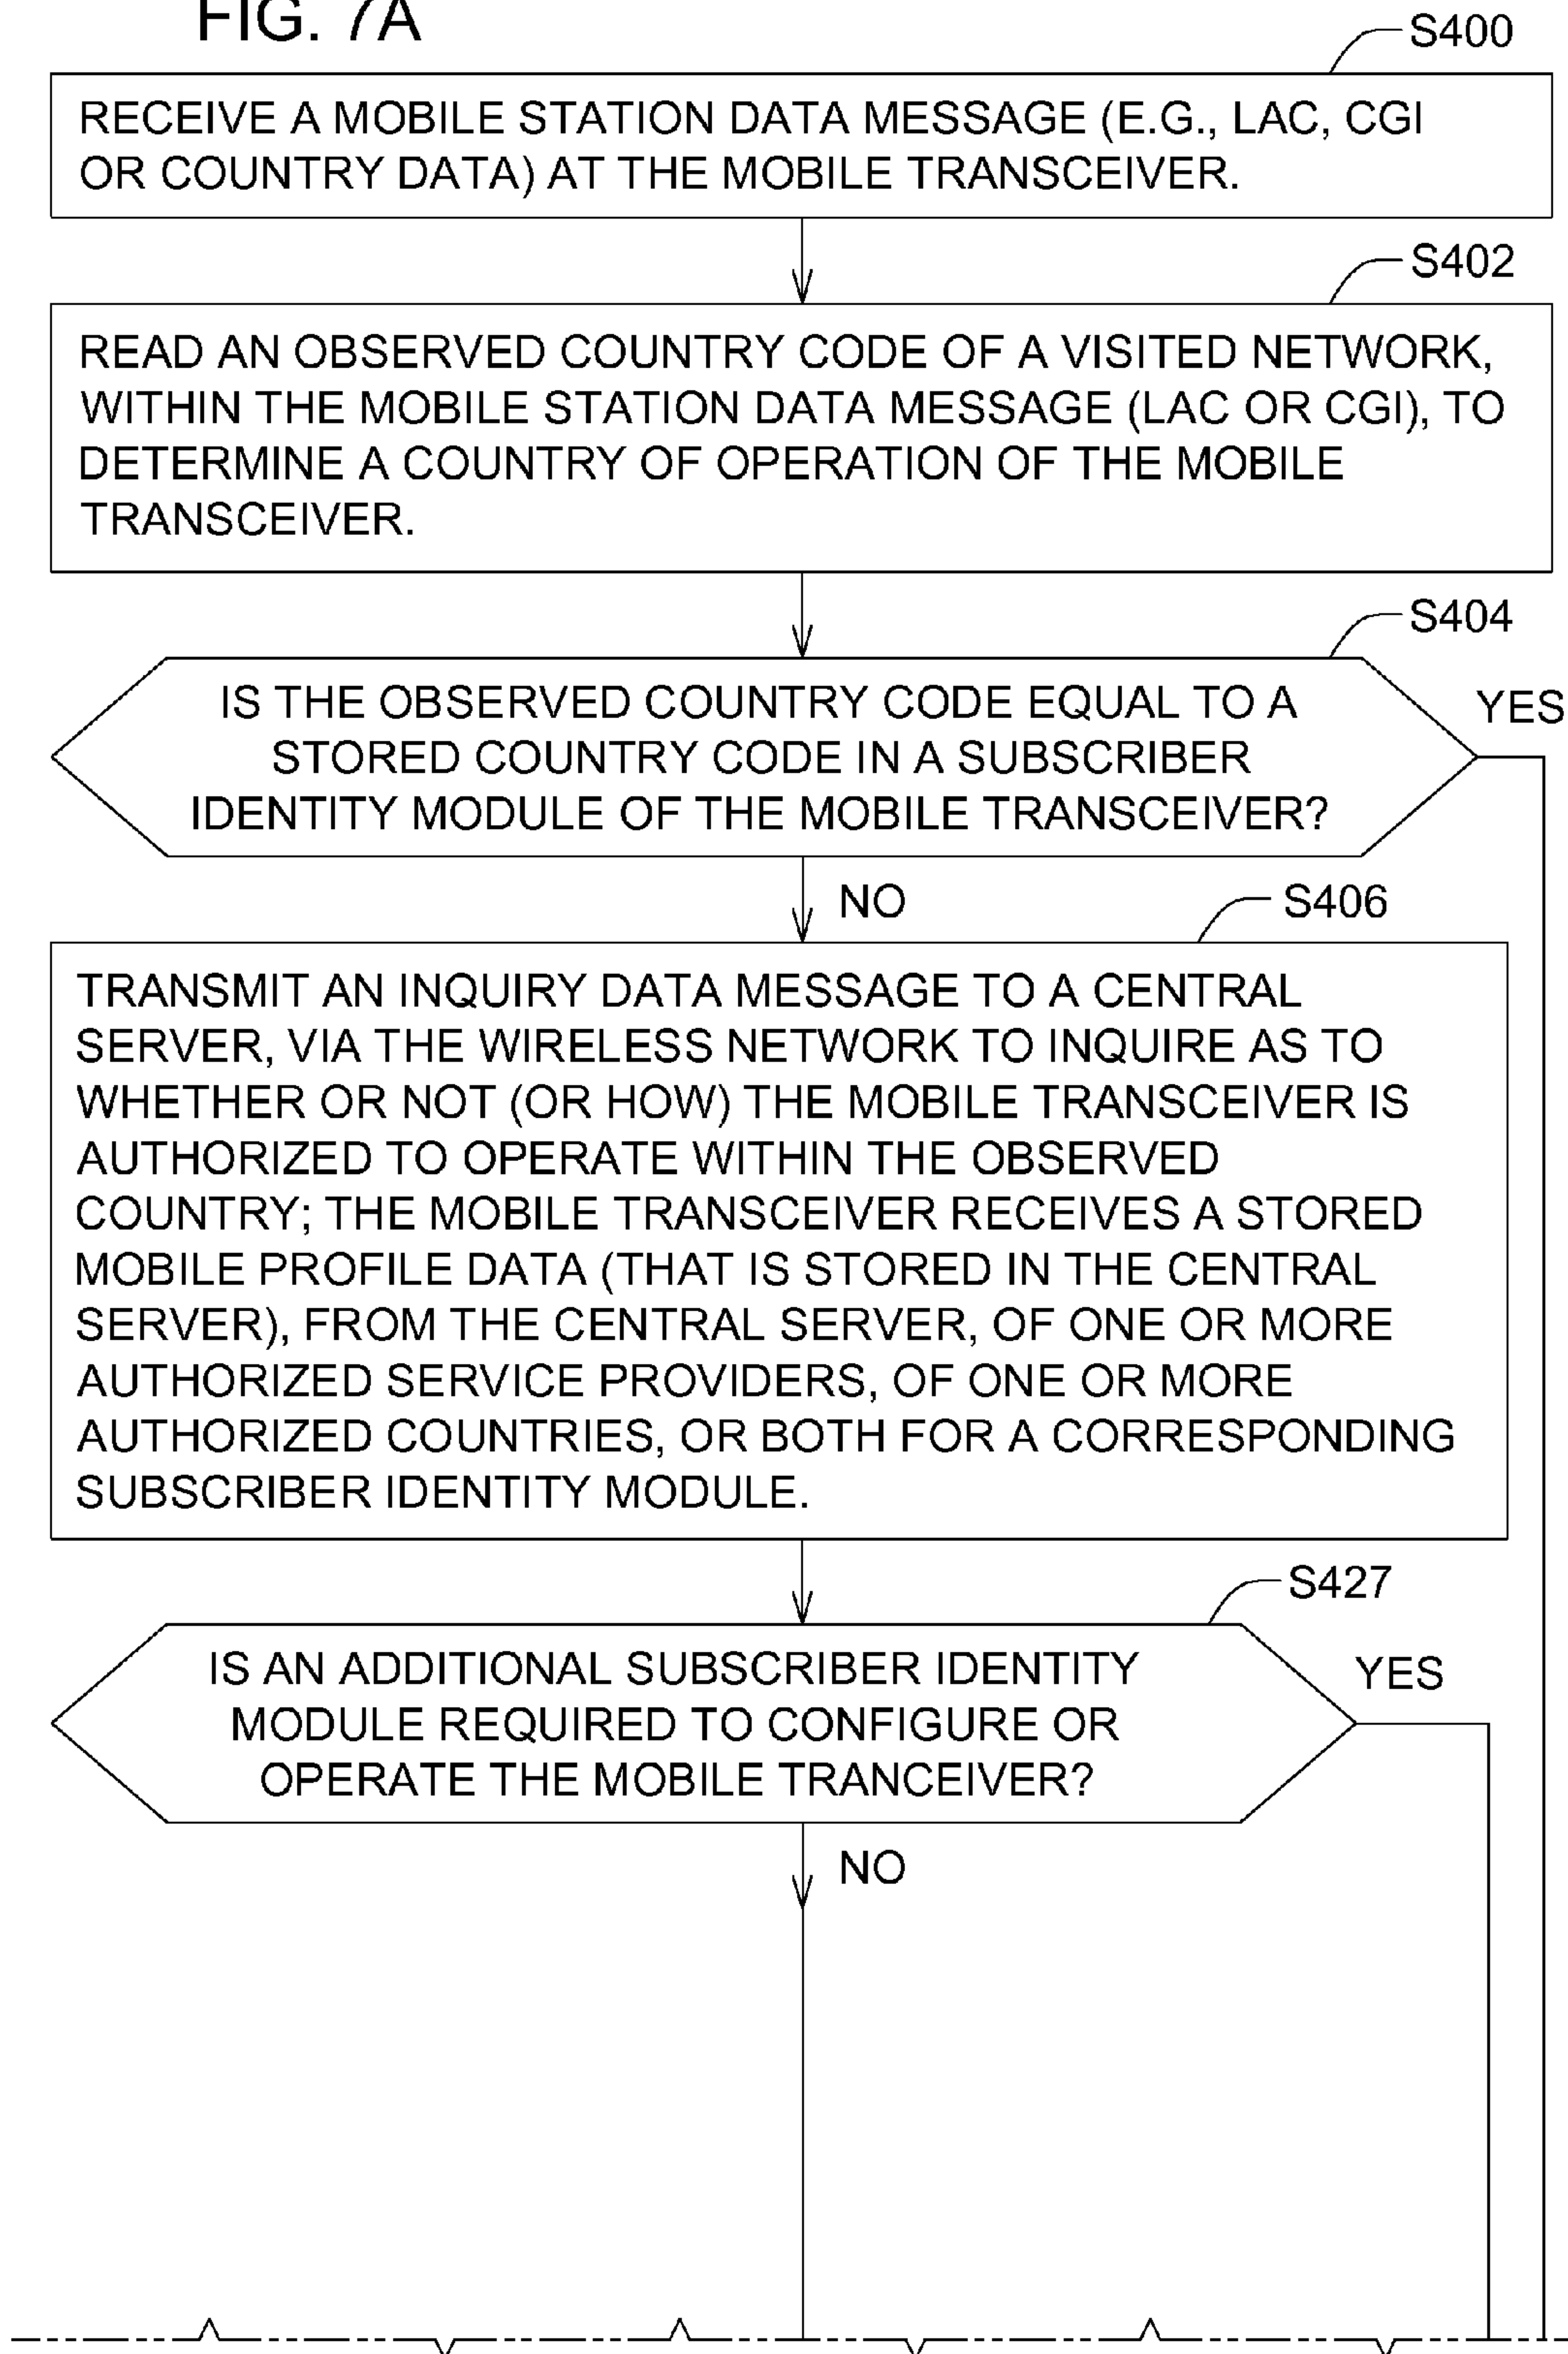 FIG. 7A
S400
RECEIVE A MOBILE STATION DATA MESSAGE (E.G., LAC, CGI
OR COUNTRY DATA) AT THE MOBILE TRANSCEIVER.
S402
READ AN OBSERVED COUNTRY CODE OF A VISITED NETWORK,
WITHIN THE MOBILE STATION DATA MESSAGE (LAC OR CGI), TO
DETERMINE A COUNTRY OF OPERATION OF THE MOBILE
TRANSCEIVER.
S404
IS THE OBSERVED COUNTRY CODE EQUAL TO A
STORED COUNTRY CODE IN A SUBSCRIBER
IDENTITY MODULE OF THE MOBILE TRANSCEIVER?
YES
NO
S406
TRANSMIT AN INQUIRY DATA MESSAGE TO A CENTRAL
SERVER, VIA THE WIRELESS NETWORK TO INQUIRE AS TO
WHETHER OR NOT (OR HOW) THE MOBILE TRANSCEIVER IS
AUTHORIZED TO OPERATE WITHIN THE OBSERVED
COUNTRY; THE MOBILE TRANSCEIVER RECEIVES A STORED
MOBILE PROFILE DATA (THAT IS STORED IN THE CENTRAL
SERVER), FROM THE CENTRAL SERVER, OF ONE OR MORE
AUTHORIZED SERVICE PROVIDERS, OF ONE OR MORE
AUTHORIZED COUNTRIES, OR BOTH FOR A CORRESPONDING
SUBSCRIBER IDENTITY MODULE.
S427
IS AN ADDITIONAL SUBSCRIBER IDENTITY
MODULE REQUIRED TO CONFIGURE OR
OPERATE THE MOBILE TRANCEIVER?
YES
NO